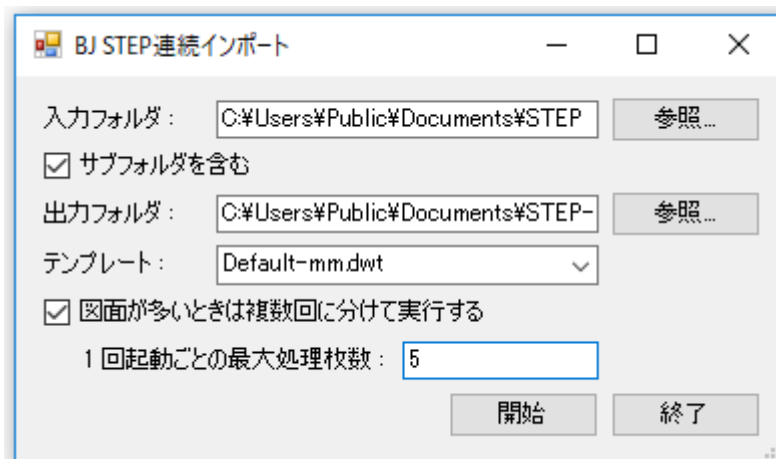 BJ STEP連続インポート
入力フォルダ： C:¥Users¥Public¥Documents¥STEP 参照...
サブフォルダを含む
出力フォルダ： C:¥Users¥Public¥Documents¥STEP- 参照...
テンプレート： Default-mm.dwt
図面が多いときは複数回に分けて実行する
1回起動ごとの最大処理枚数： 5
開始 終了